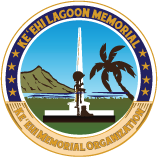 KE'EHI LAGOON MEMORIAL
KE'EHI MEMORIAL ORGANIZATION